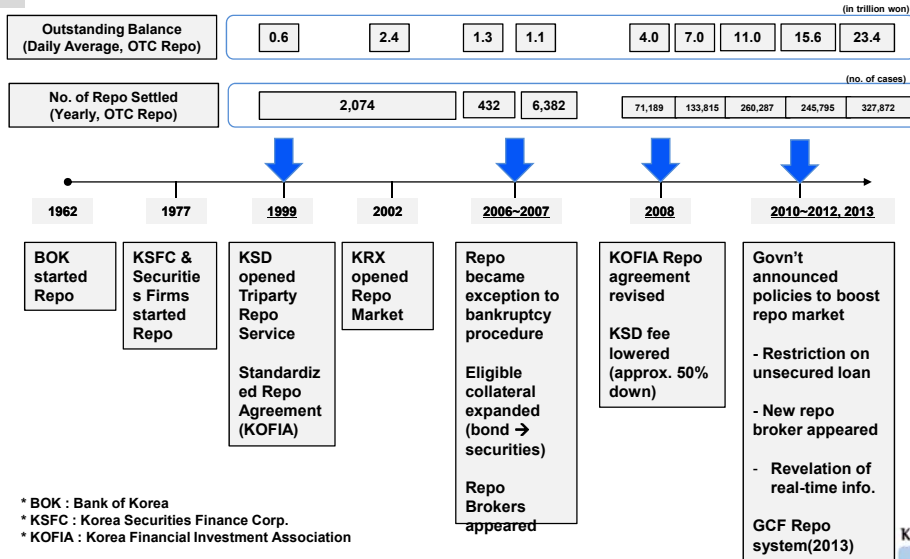 (in trillion won)
Outstanding Balance
(Daily Average, OTC Repo)
0.6 2.4 1.3 1.1 4.0 7.0 11.0 15.6 23.4
(no. of cases)
No. of Repo Settled
(Yearly, OTC Repo)
2,074 432 6,382 71,189 133,815 260,287 245,795 327,872
1962 1977 1999 2002 2006~2007 2008 2010~2012, 2013
BOK
started
Repo
KSFC &
Securitie
s Firms
started
Repo
KSD
opened
Triparty
Repo
Service
Standardiz
ed Repo
Agreement
(KOFIA)
KRX
opened
Repo
Market
Repo
became
exception to
bankruptcy
procedure
Eligible
collateral
expanded
(bond →
securities)
Repo
Brokers
appeared
KOFIA Repo
agreement
revised
KSD fee
lowered
(approx. 50%
down)
Govn't
announced
policies to boost
repo market
- Restriction on
unsecured loan
- New repo
broker appeared
- Revelation of
real-time info.
GCF Repo
system(2013)
* BOK : Bank of Korea
* KSFC : Korea Securities Finance Corp.
* KOFIA : Korea Financial Investment Association
K